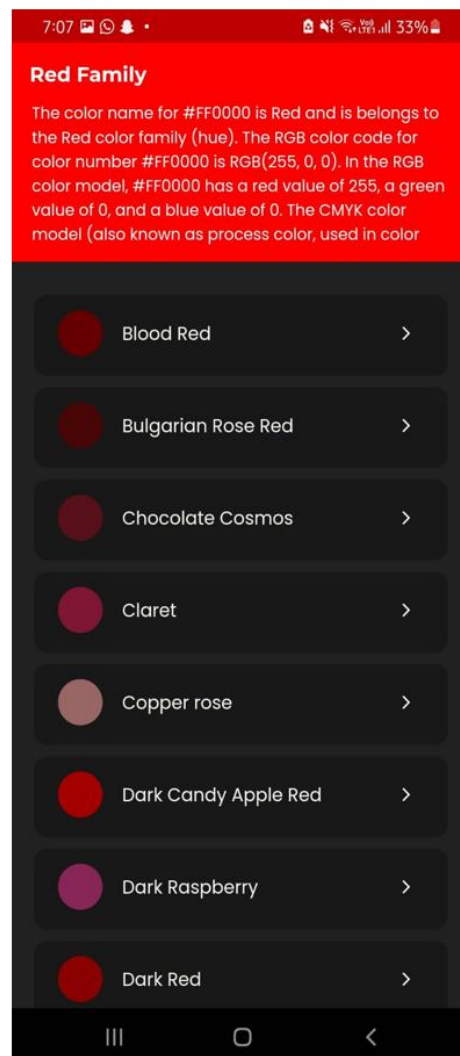 7:07
Vo)) LTE1 33%
Red Family
The color name for #FF0000 is Red and is belongs to
the Red color family (hue). The RGB color code for
color number #FF0000 is RGB(255, 0, 0). In the RGB
color model, #FF0000 has a red value of 255, a green
value of 0, and a blue value of 0. The CMYK color
model (also known as process color, used in color
Blood Red
Bulgarian Rose Red
Chocolate Cosmos
Claret
Copper rose
Dark Candy Apple Red
Dark Raspberry
Dark Red